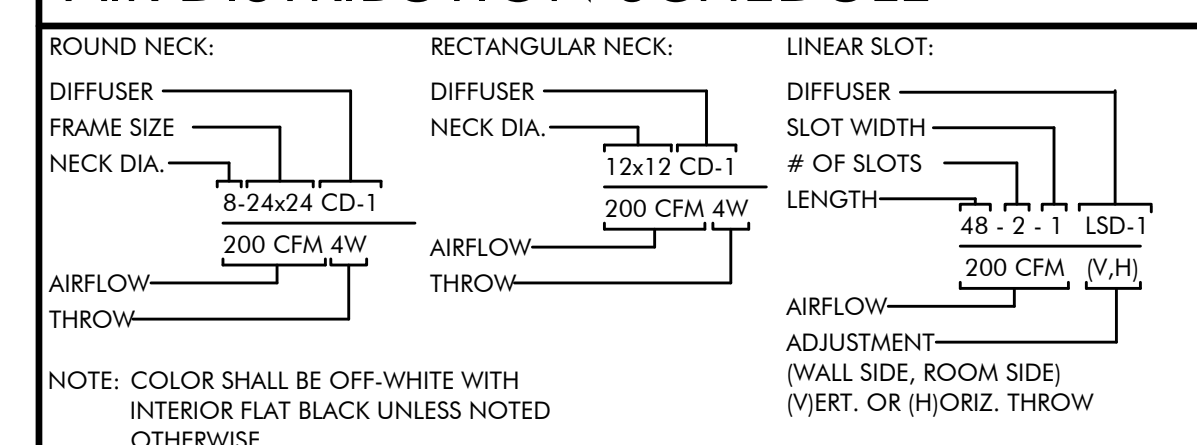 AIR DISTRIBUTION SCHEDULE
ROUND NECK:
DIFFUSER
FRAME SIZE
NECK DIA.
8-24x24 CD-1
200 CFM 4W
AIRFLOW
THROW
RECTANGULAR NECK:
DIFFUSER
NECK DIA.
12x12 CD-1
200 CFM 4W
AIRFLOW
THROW
LINEAR SLOT:
DIFFUSER
SLOT WIDTH
# OF SLOTS
LENGTH
48 - 2 - 1 LSD-1
200 CFM (V,H)
AIRFLOW
ADJUSTMENT
(WALL SIDE, ROOM SIDE)
(V)ERT. OR (H)ORIZ. THROW
NOTE: COLOR SHALL BE OFF-WHITE WITH
INTERIOR FLAT BLACK UNLESS NOTED
OTHERWISE